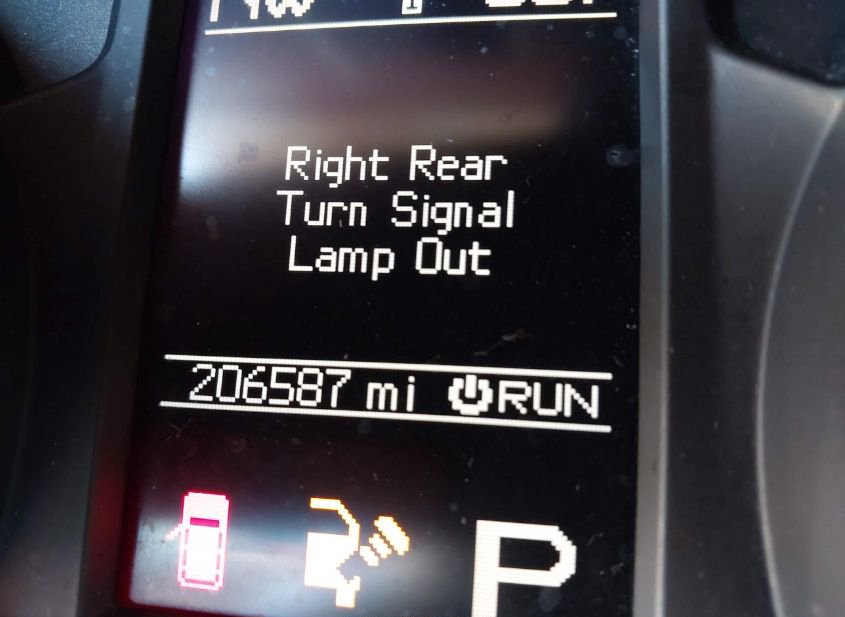 Right Rear
Turn Signal
Lamp Out
206587 mi RUN
P